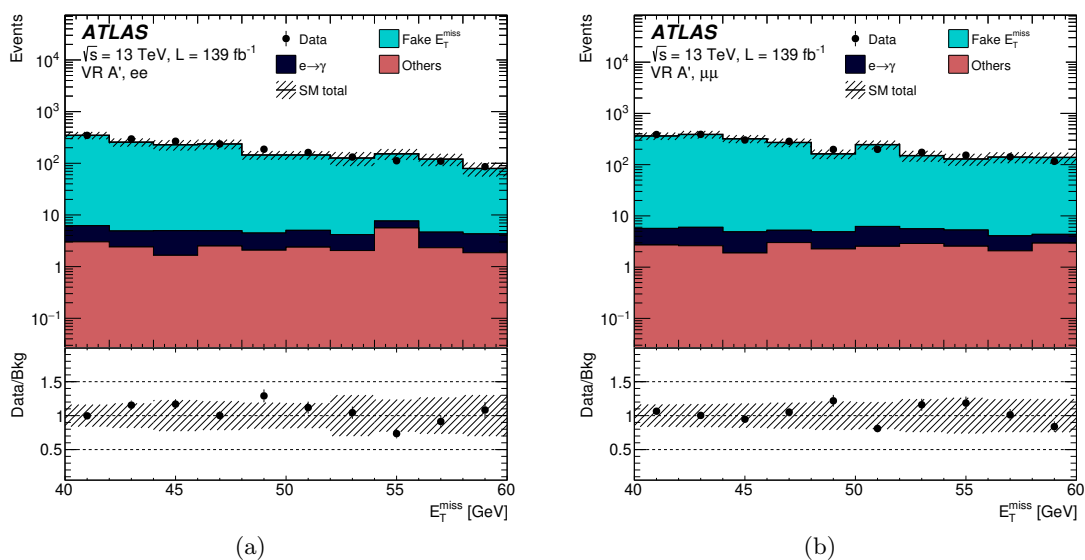 Events
ATLAS
√s = 13 TeV, L = 139 fb⁻¹
VR A', ee
Data
Fake E_T^miss
e→γ
Others
SM total
10⁴
10³
10²
10
1
10⁻¹
Data/Bkg
1.5
1
0.5
40 45 50 55 60
E_T^miss [GeV]
(a)
Events
ATLAS
√s = 13 TeV, L = 139 fb⁻¹
VR A', μμ
Data
Fake E_T^miss
e→γ
Others
SM total
10⁴
10³
10²
10
1
10⁻¹
Data/Bkg
1.5
1
0.5
40 45 50 55 60
E_T^miss [GeV]
(b)